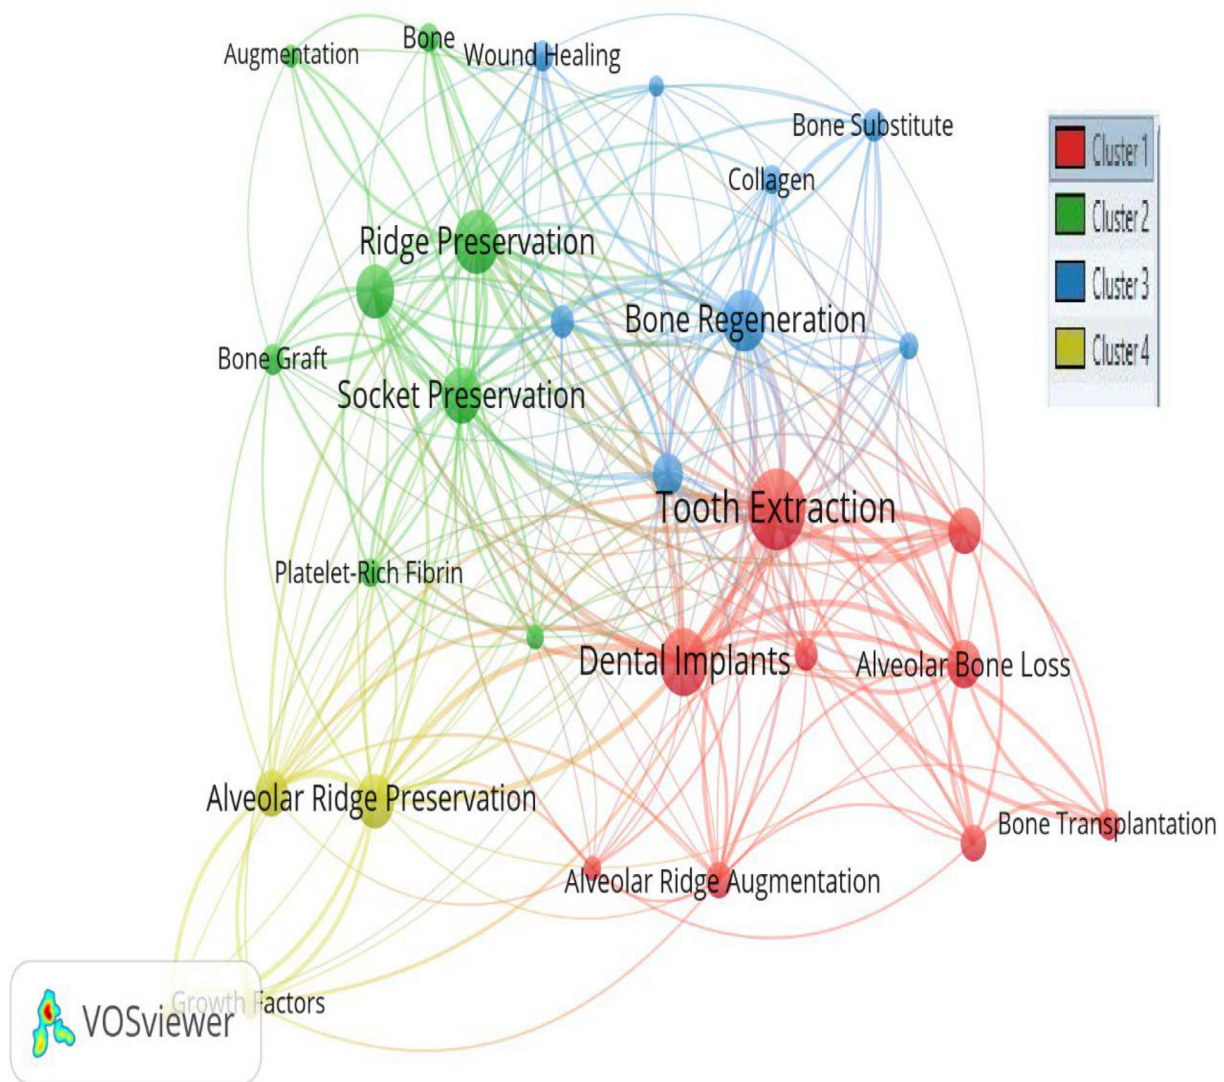 Bone
Augmentation
Wound Healing
Bone Substitute
Cluster 1
Collagen
Cluster 2
Ridge Preservation
Cluster 3
Bone Regeneration
Cluster 4
Bone Graft
Socket Preservation
Tooth Extraction
Platelet-Rich Fibrin
Dental Implants
Alveolar Bone Loss
Alveolar Ridge Preservation
Bone Transplantation
Alveolar Ridge Augmentation
Growth Factors
VOSviewer